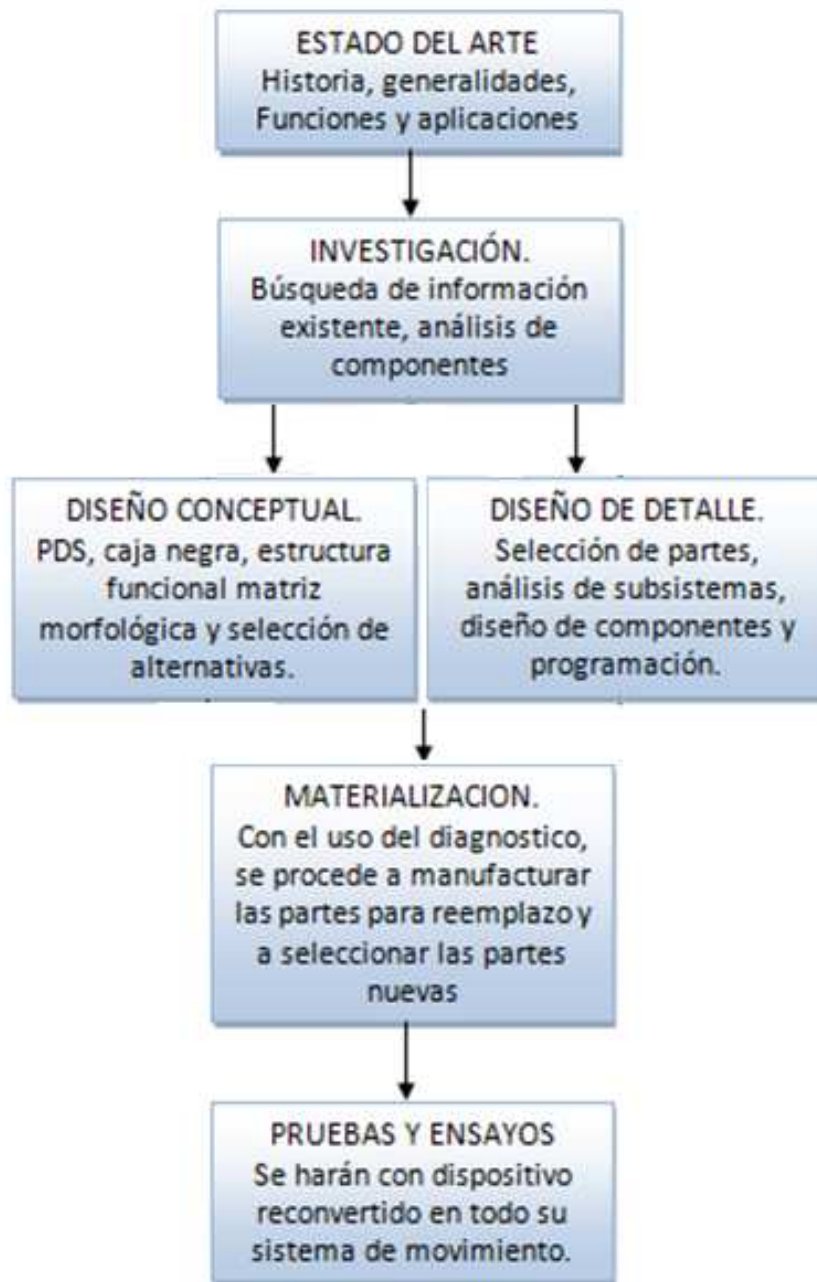 ESTADO DEL ARTE
Historia, generalidades,
Funciones y aplicaciones
INVESTIGACIÓN.
Búsqueda de información
existente, análisis de
componentes
DISEÑO CONCEPTUAL.
PDS, caja negra, estructura
funcional matriz
morfológica y selección de
alternativas.
DISEÑO DE DETALLE.
Selección de partes,
análisis de subsistemas,
diseño de componentes y
programación.
MATERIALIZACION.
Con el uso del diagnostico,
se procede a manufacturar
las partes para reemplazo y
a seleccionar las partes
nuevas
PRUEBAS Y ENSAYOS
Se harán con dispositivo
reconvertido en todo su
sistema de movimiento.